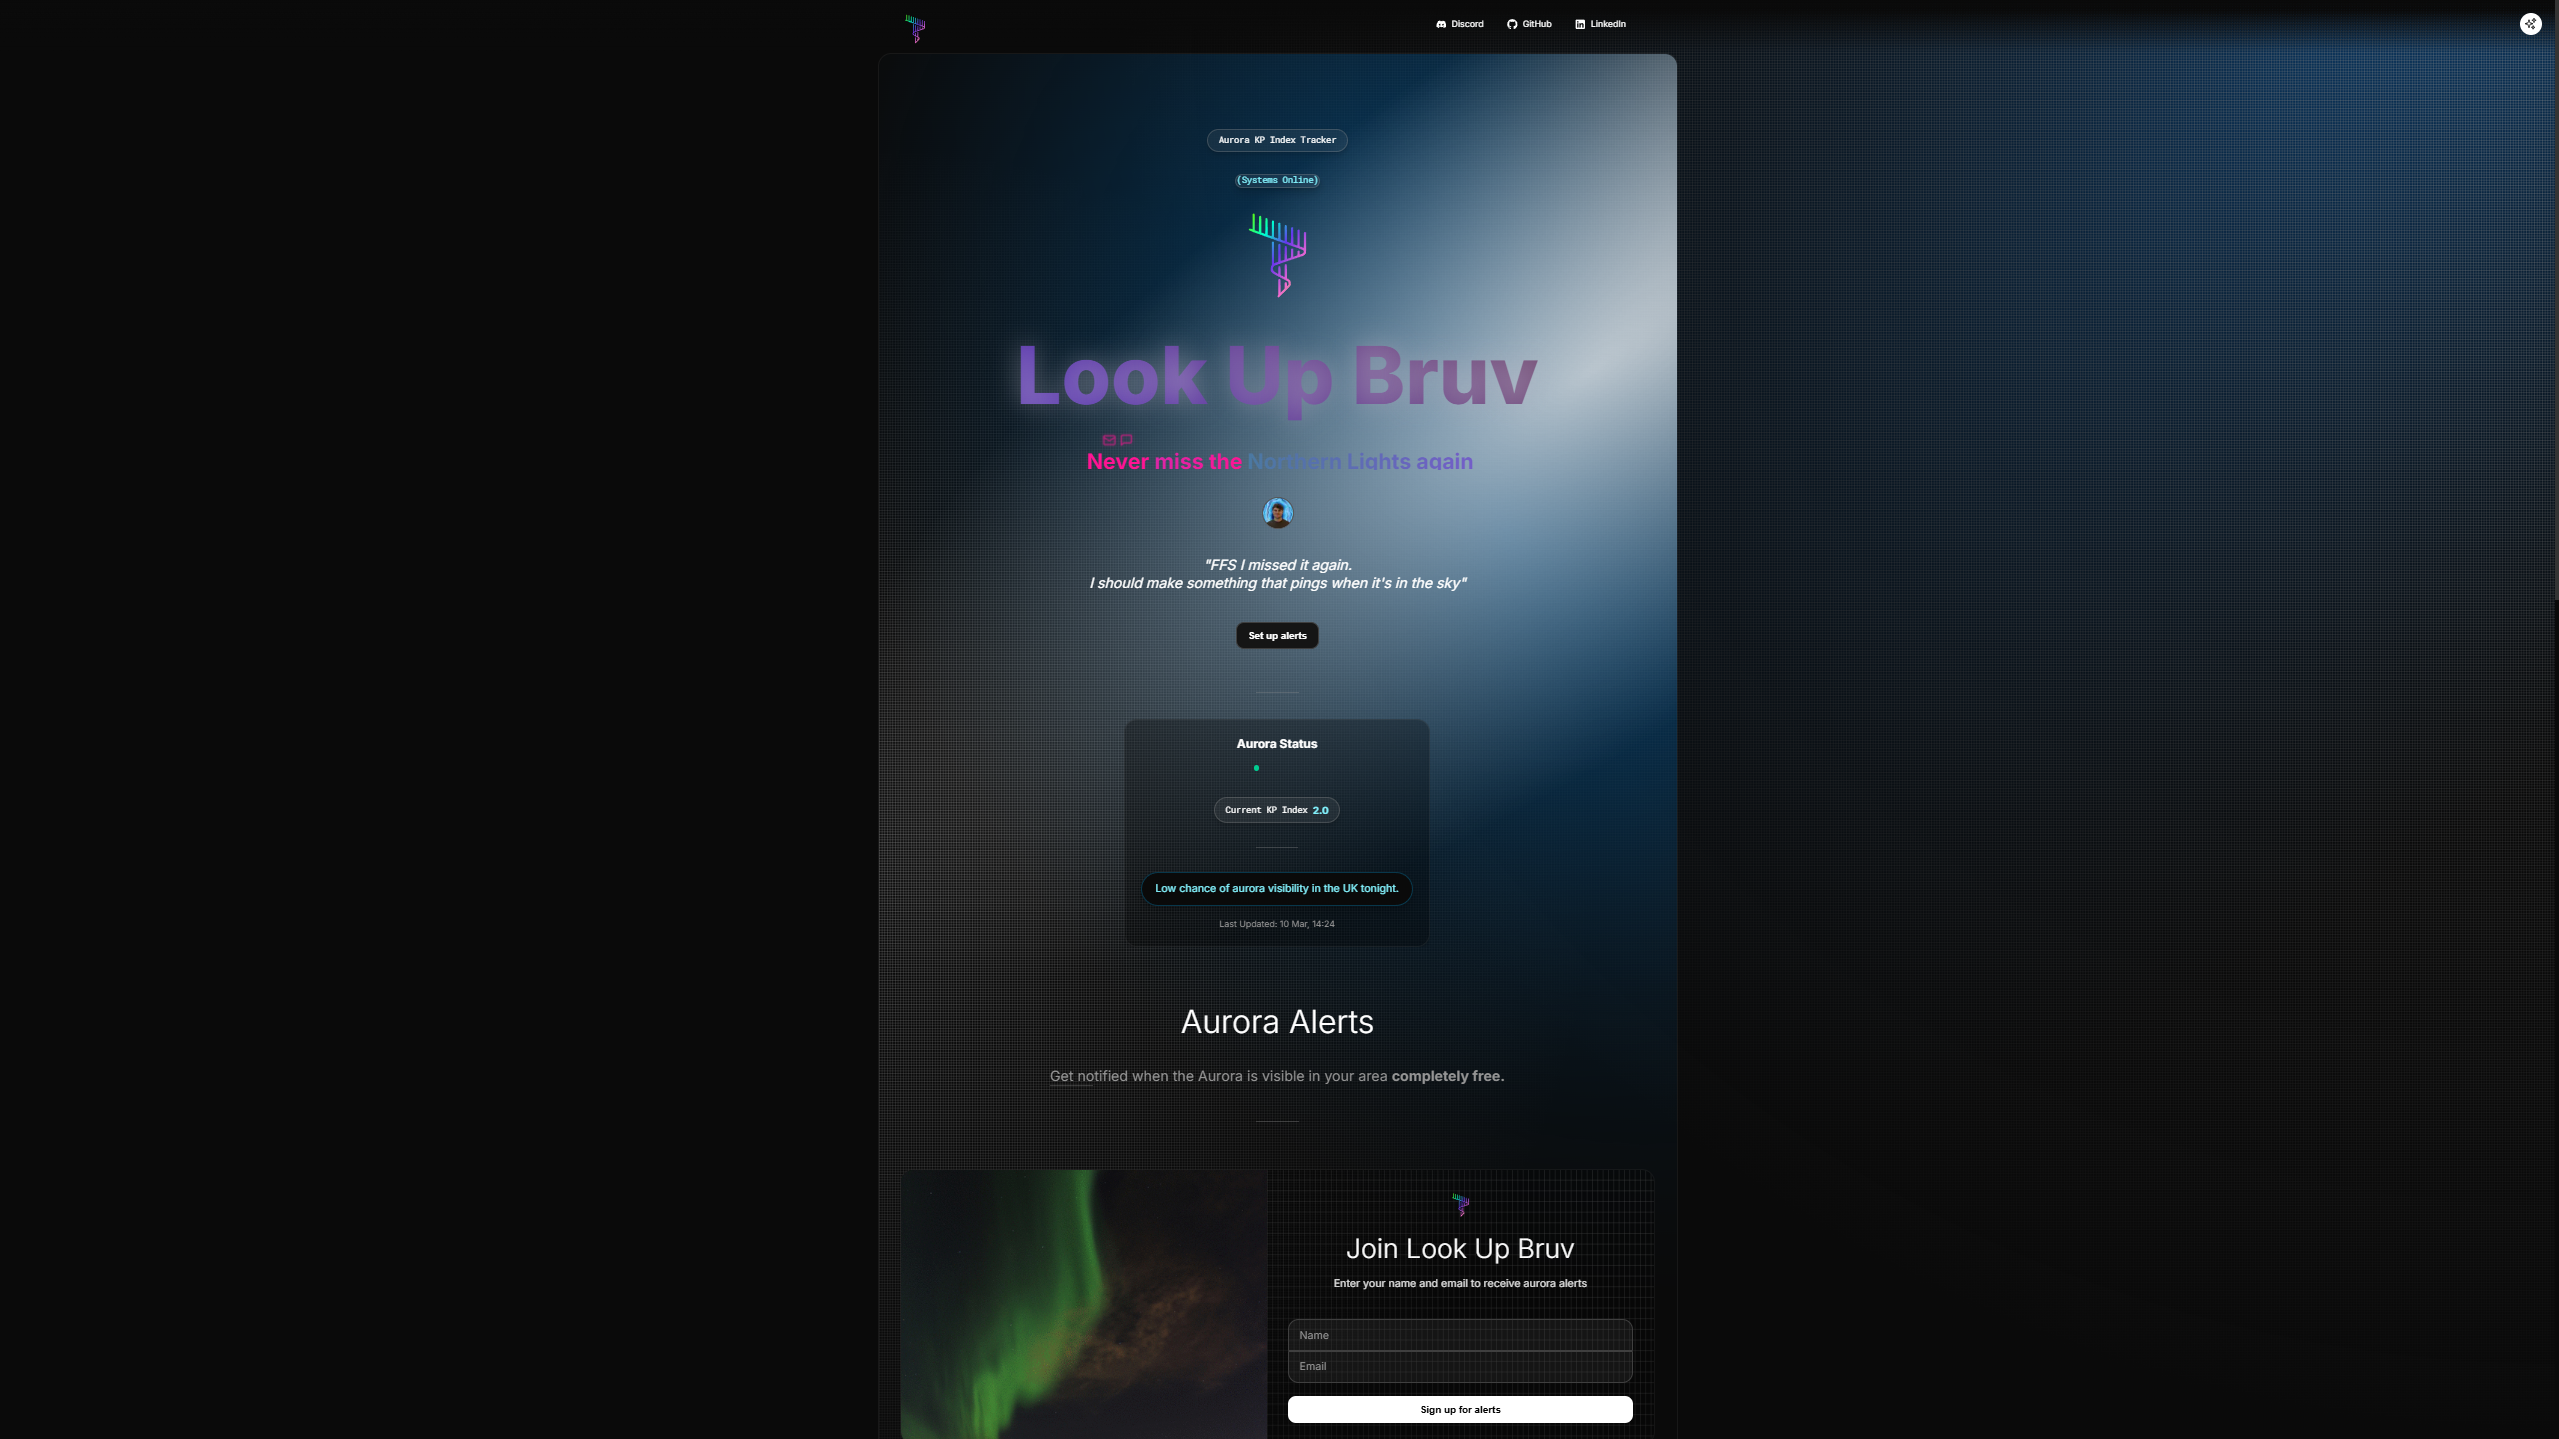 Discord GitHub LinkedIn
Aurora KP Index Tracker
(Systems Online)
Look Up Bruv
Never miss the Northern Lights again
"FFS I missed it again.
I should make something that pings when it's in the sky"
Set up alerts
Aurora Status
Current KP Index 2.0
Low chance of aurora visibility in the UK tonight.
Last Updated: 10 Mar, 14:24
Aurora Alerts
Get notified when the Aurora is visible in your area completely free.
Join Look Up Bruv
Enter your name and email to receive aurora alerts
Name
Email
Sign up for alerts